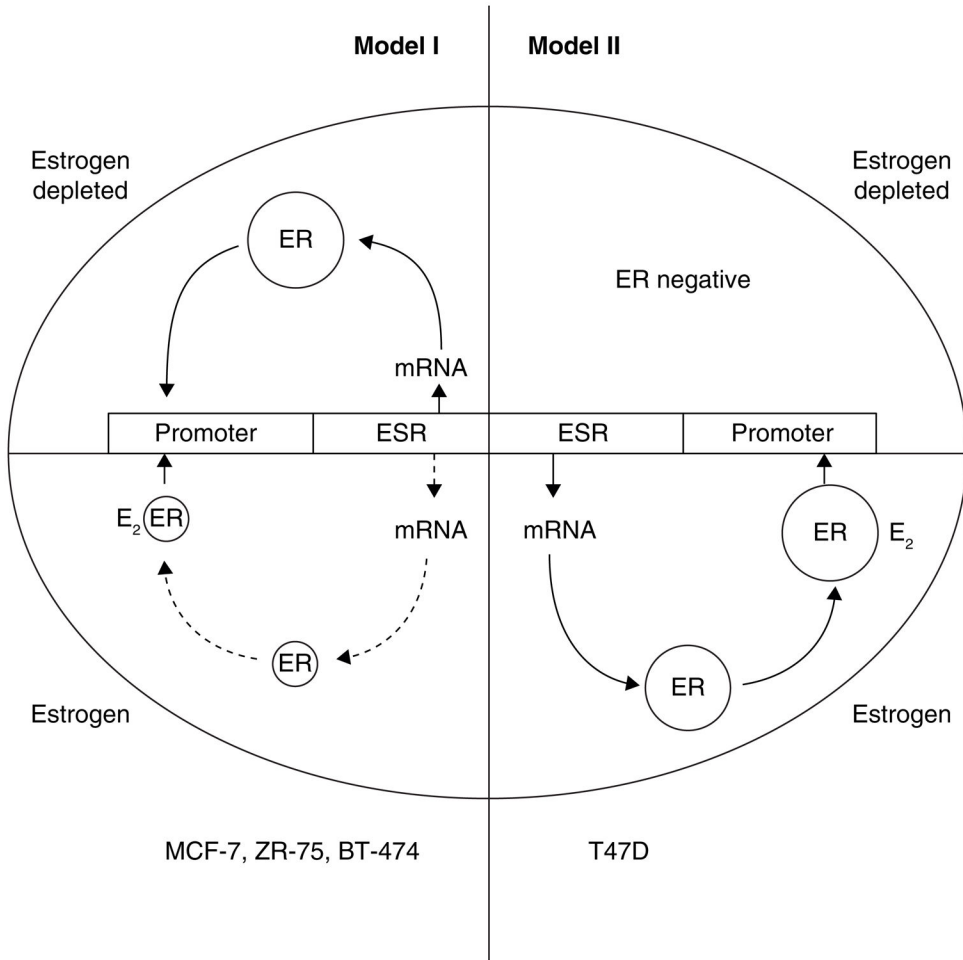 Model I
Model II
Estrogen
depleted
Estrogen
depleted
ER
ER negative
mRNA
Promoter
ESR
ESR
Promoter
E₂
ER
mRNA
mRNA
ER
E₂
ER
ER
Estrogen
Estrogen
MCF-7, ZR-75, BT-474
T47D